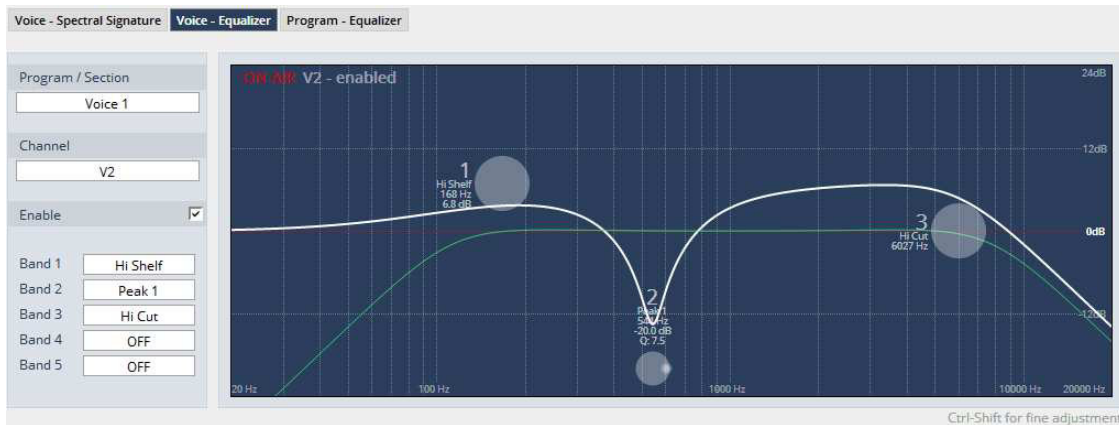 Voice - Spectral Signature
Voice - Equalizer
Program - Equalizer
Program / Section
Voice 1
Channel
V2
Enable
Band 1
Hi Shelf
Band 2
Peak 1
Band 3
Hi Cut
Band 4
OFF
Band 5
OFF
ON-AIR V2 - enabled
24dB
12dB
0dB
-12dB
1
Hi Shelf
168 Hz
6.8 dB
2
Peak 1
-20.0 dB
Q: 7.5
3
Hi Cut
6027 Hz
20 Hz
100 Hz
1000 Hz
10000 Hz
20000 Hz
Ctrl-Shift for fine adjustment